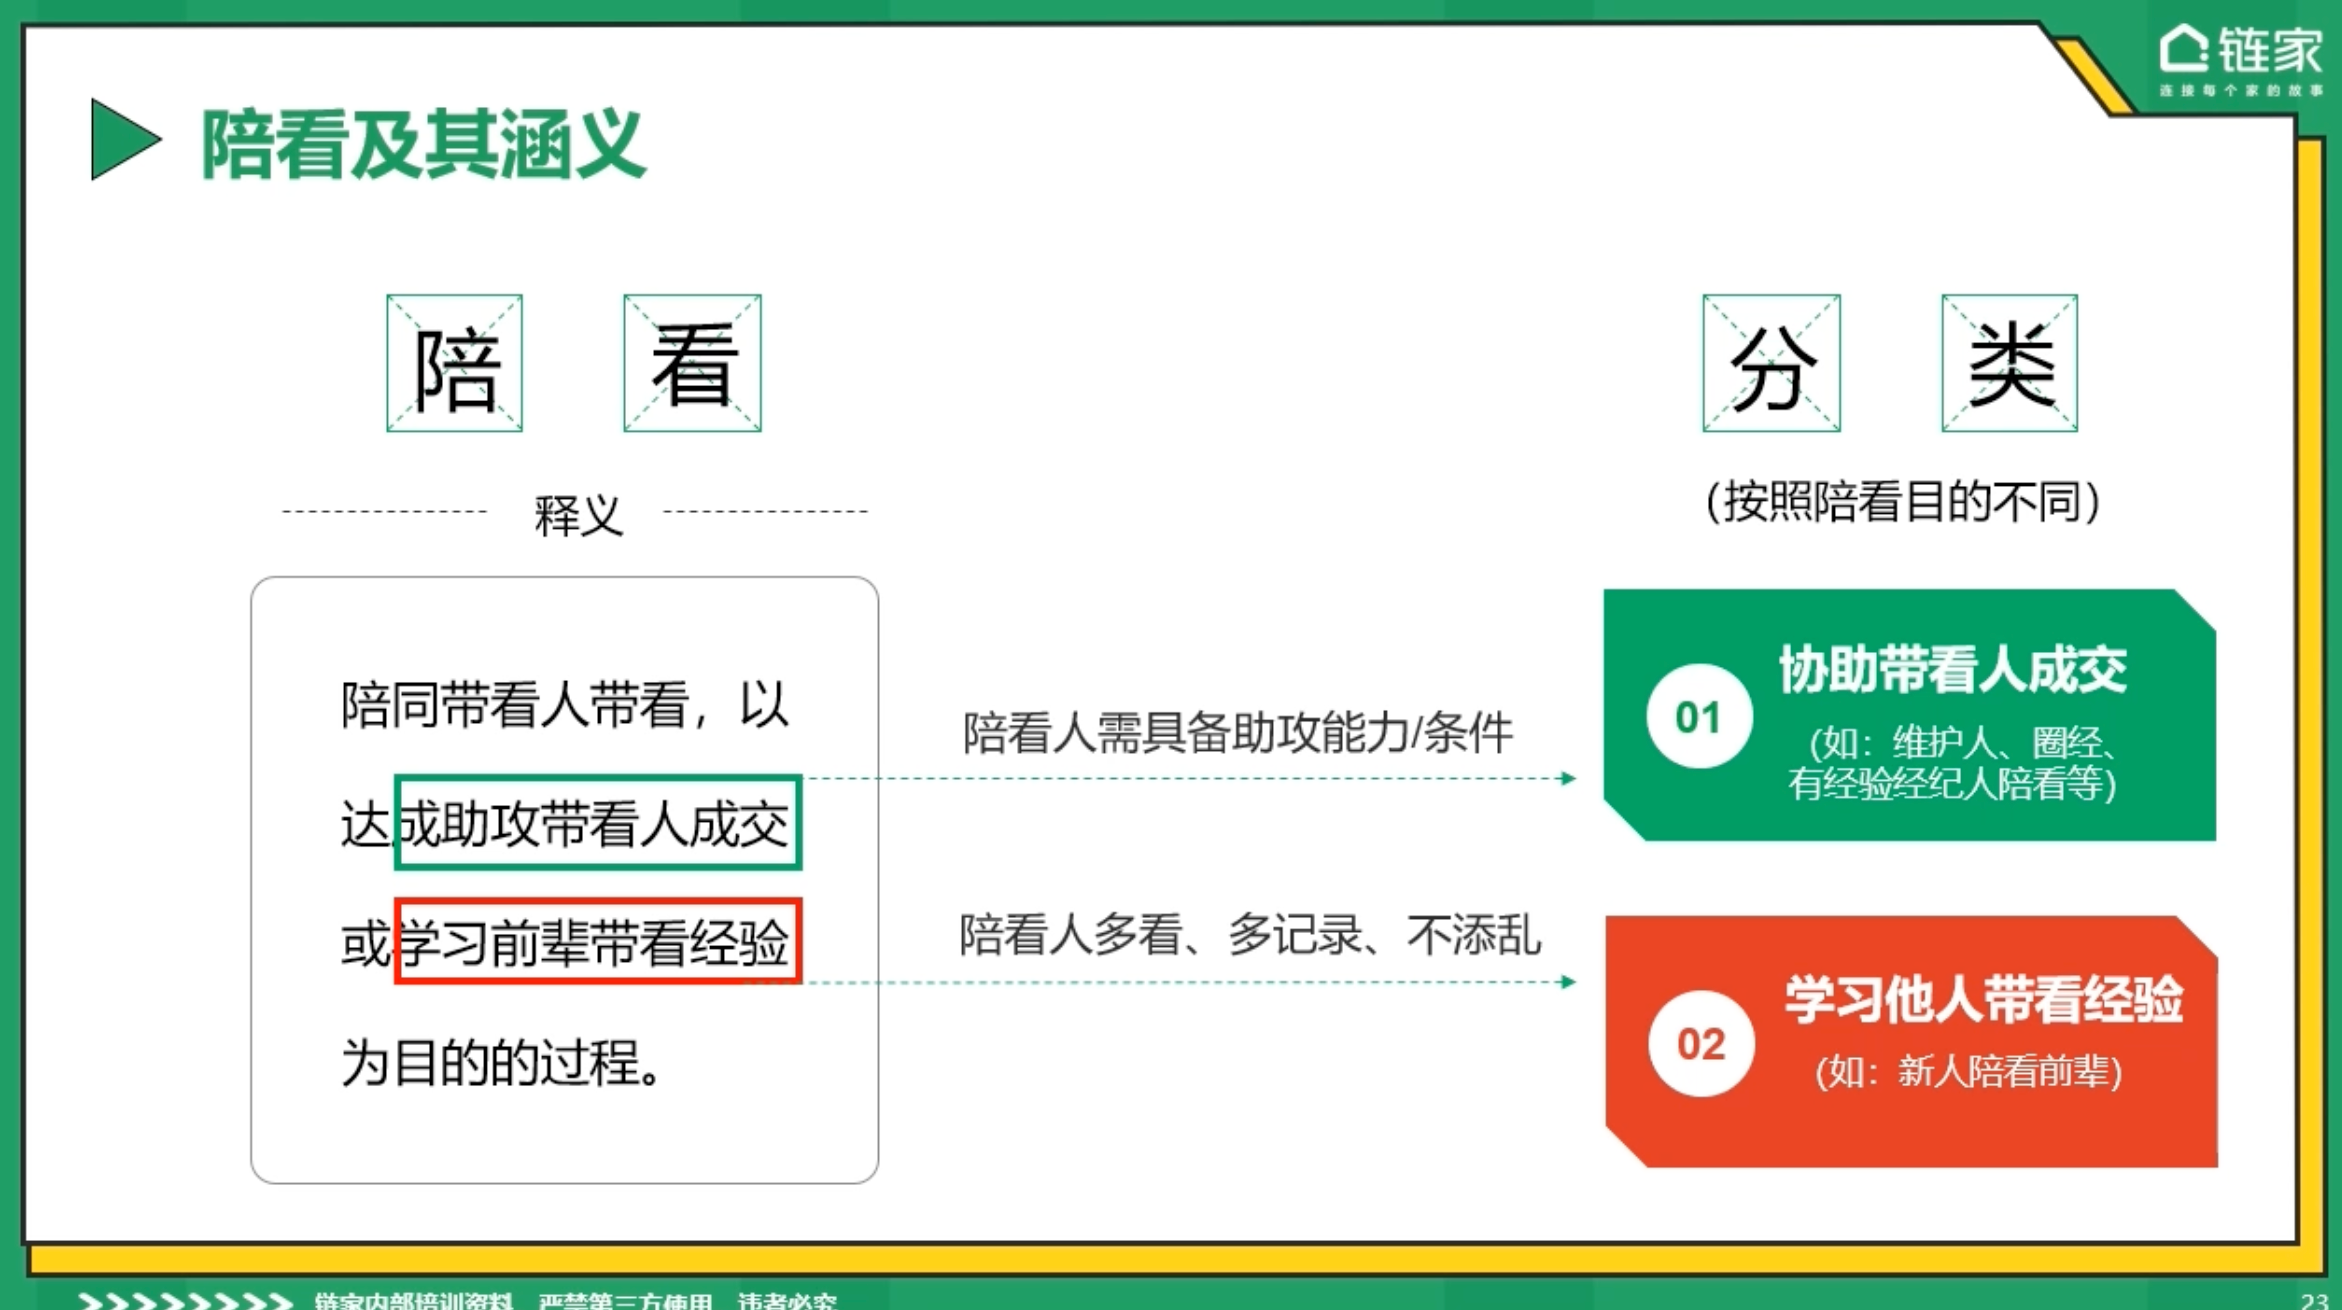 链家
连接每个家的故事
陪看及其涵义
陪看
释义
陪同带看人带看，以
达成助攻带看人成交
或学习前辈带看经验
为目的的过程。
陪看人需具备助攻能力/条件
陪看人多看、多记录、不添乱
分类
（按照陪看目的不同）
01
协助带看人成交
（如：维护人、圈经、
有经验经纪人陪看等）
02
学习他人带看经验
（如：新人陪看前辈）
链家内部培训资料，严禁第三方使用，违者必究
23